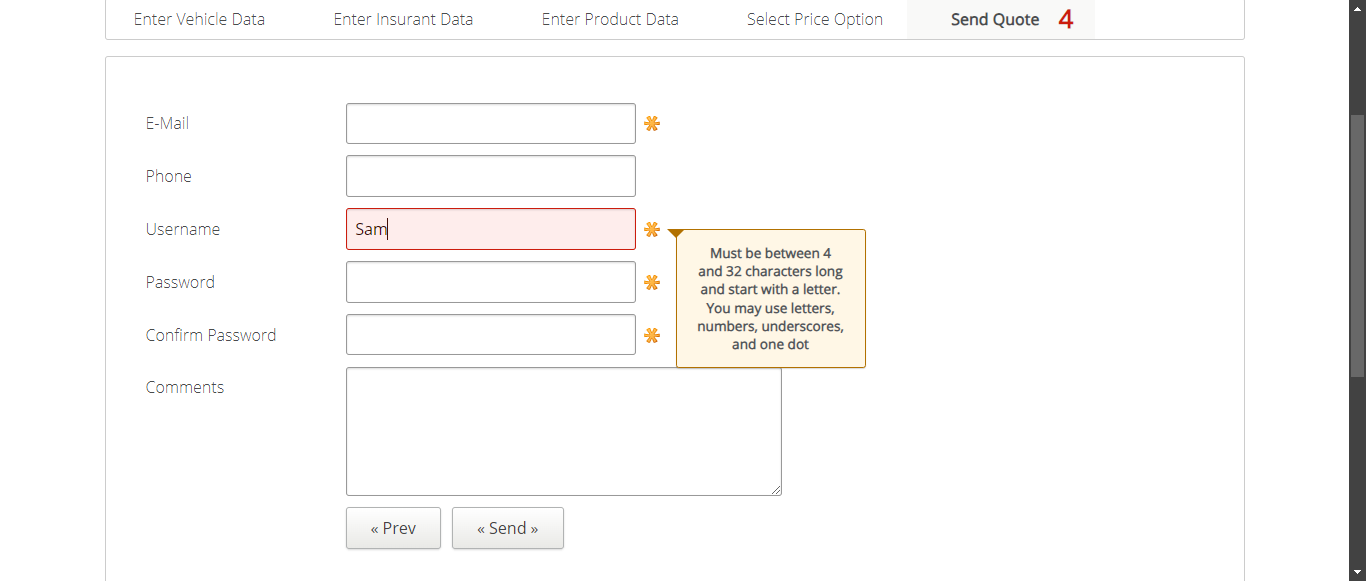 Enter Vehicle Data Enter Insurant Data Enter Product Data Select Price Option Send Quote 4
E-Mail
Phone
Username Sam
Password
Confirm Password
Must be between 4
and 32 characters long
and start with a letter.
You may use letters,
numbers, underscores,
and one dot
Comments
« Prev « Send »